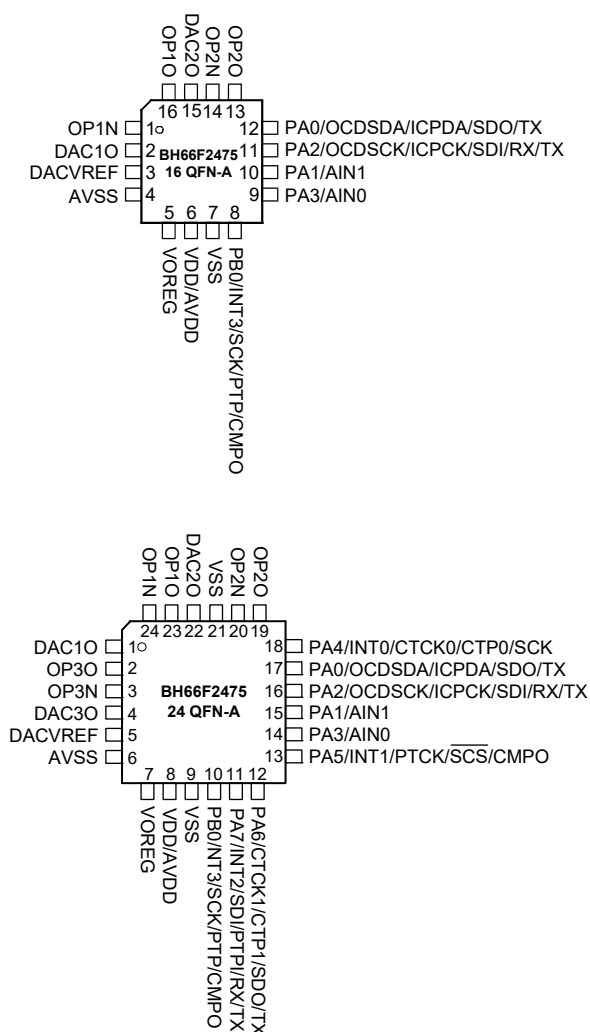 OP1O
DAC2O
OP2N
OP2O
16 15 14 13
OP1N 1 12 PA0/OCDSDA/ICPDA/SDO/TX
DAC1O 2 BH66F2475 11 PA2/OCDSCK/ICPCK/SDI/RX/TX
DACVREF 3 16 QFN-A 10 PA1/AIN1
AVSS 4 9 PA3/AIN0
5 6 7 8
VOREG
VDD/AVDD
VSS
PB0/INT3/SCK/PTP/CMPO
OP1N
OP1O
DAC2O
VSS
OP2N
OP2O
24 23 22 21 20 19
DAC1O 1 18 PA4/INT0/CTCK0/CTP0/SCK
OP3O 2 17 PA0/OCDSDA/ICPDA/SDO/TX
OP3N 3 BH66F2475 16 PA2/OCDSCK/ICPCK/SDI/RX/TX
DAC3O 4 24 QFN-A 15 PA1/AIN1
DACVREF 5 14 PA3/AIN0
AVSS 6 13 PA5/INT1/PTCK/SCS/CMPO
7 8 9 10 11 12
VOREG
VDD/AVDD
VSS
PB0/NT3/SCK/PTP/CMPO
PA7/INT2/SDI/PTPI/RX/TX
PA6/CTCK1/CTP1/SDO/TX